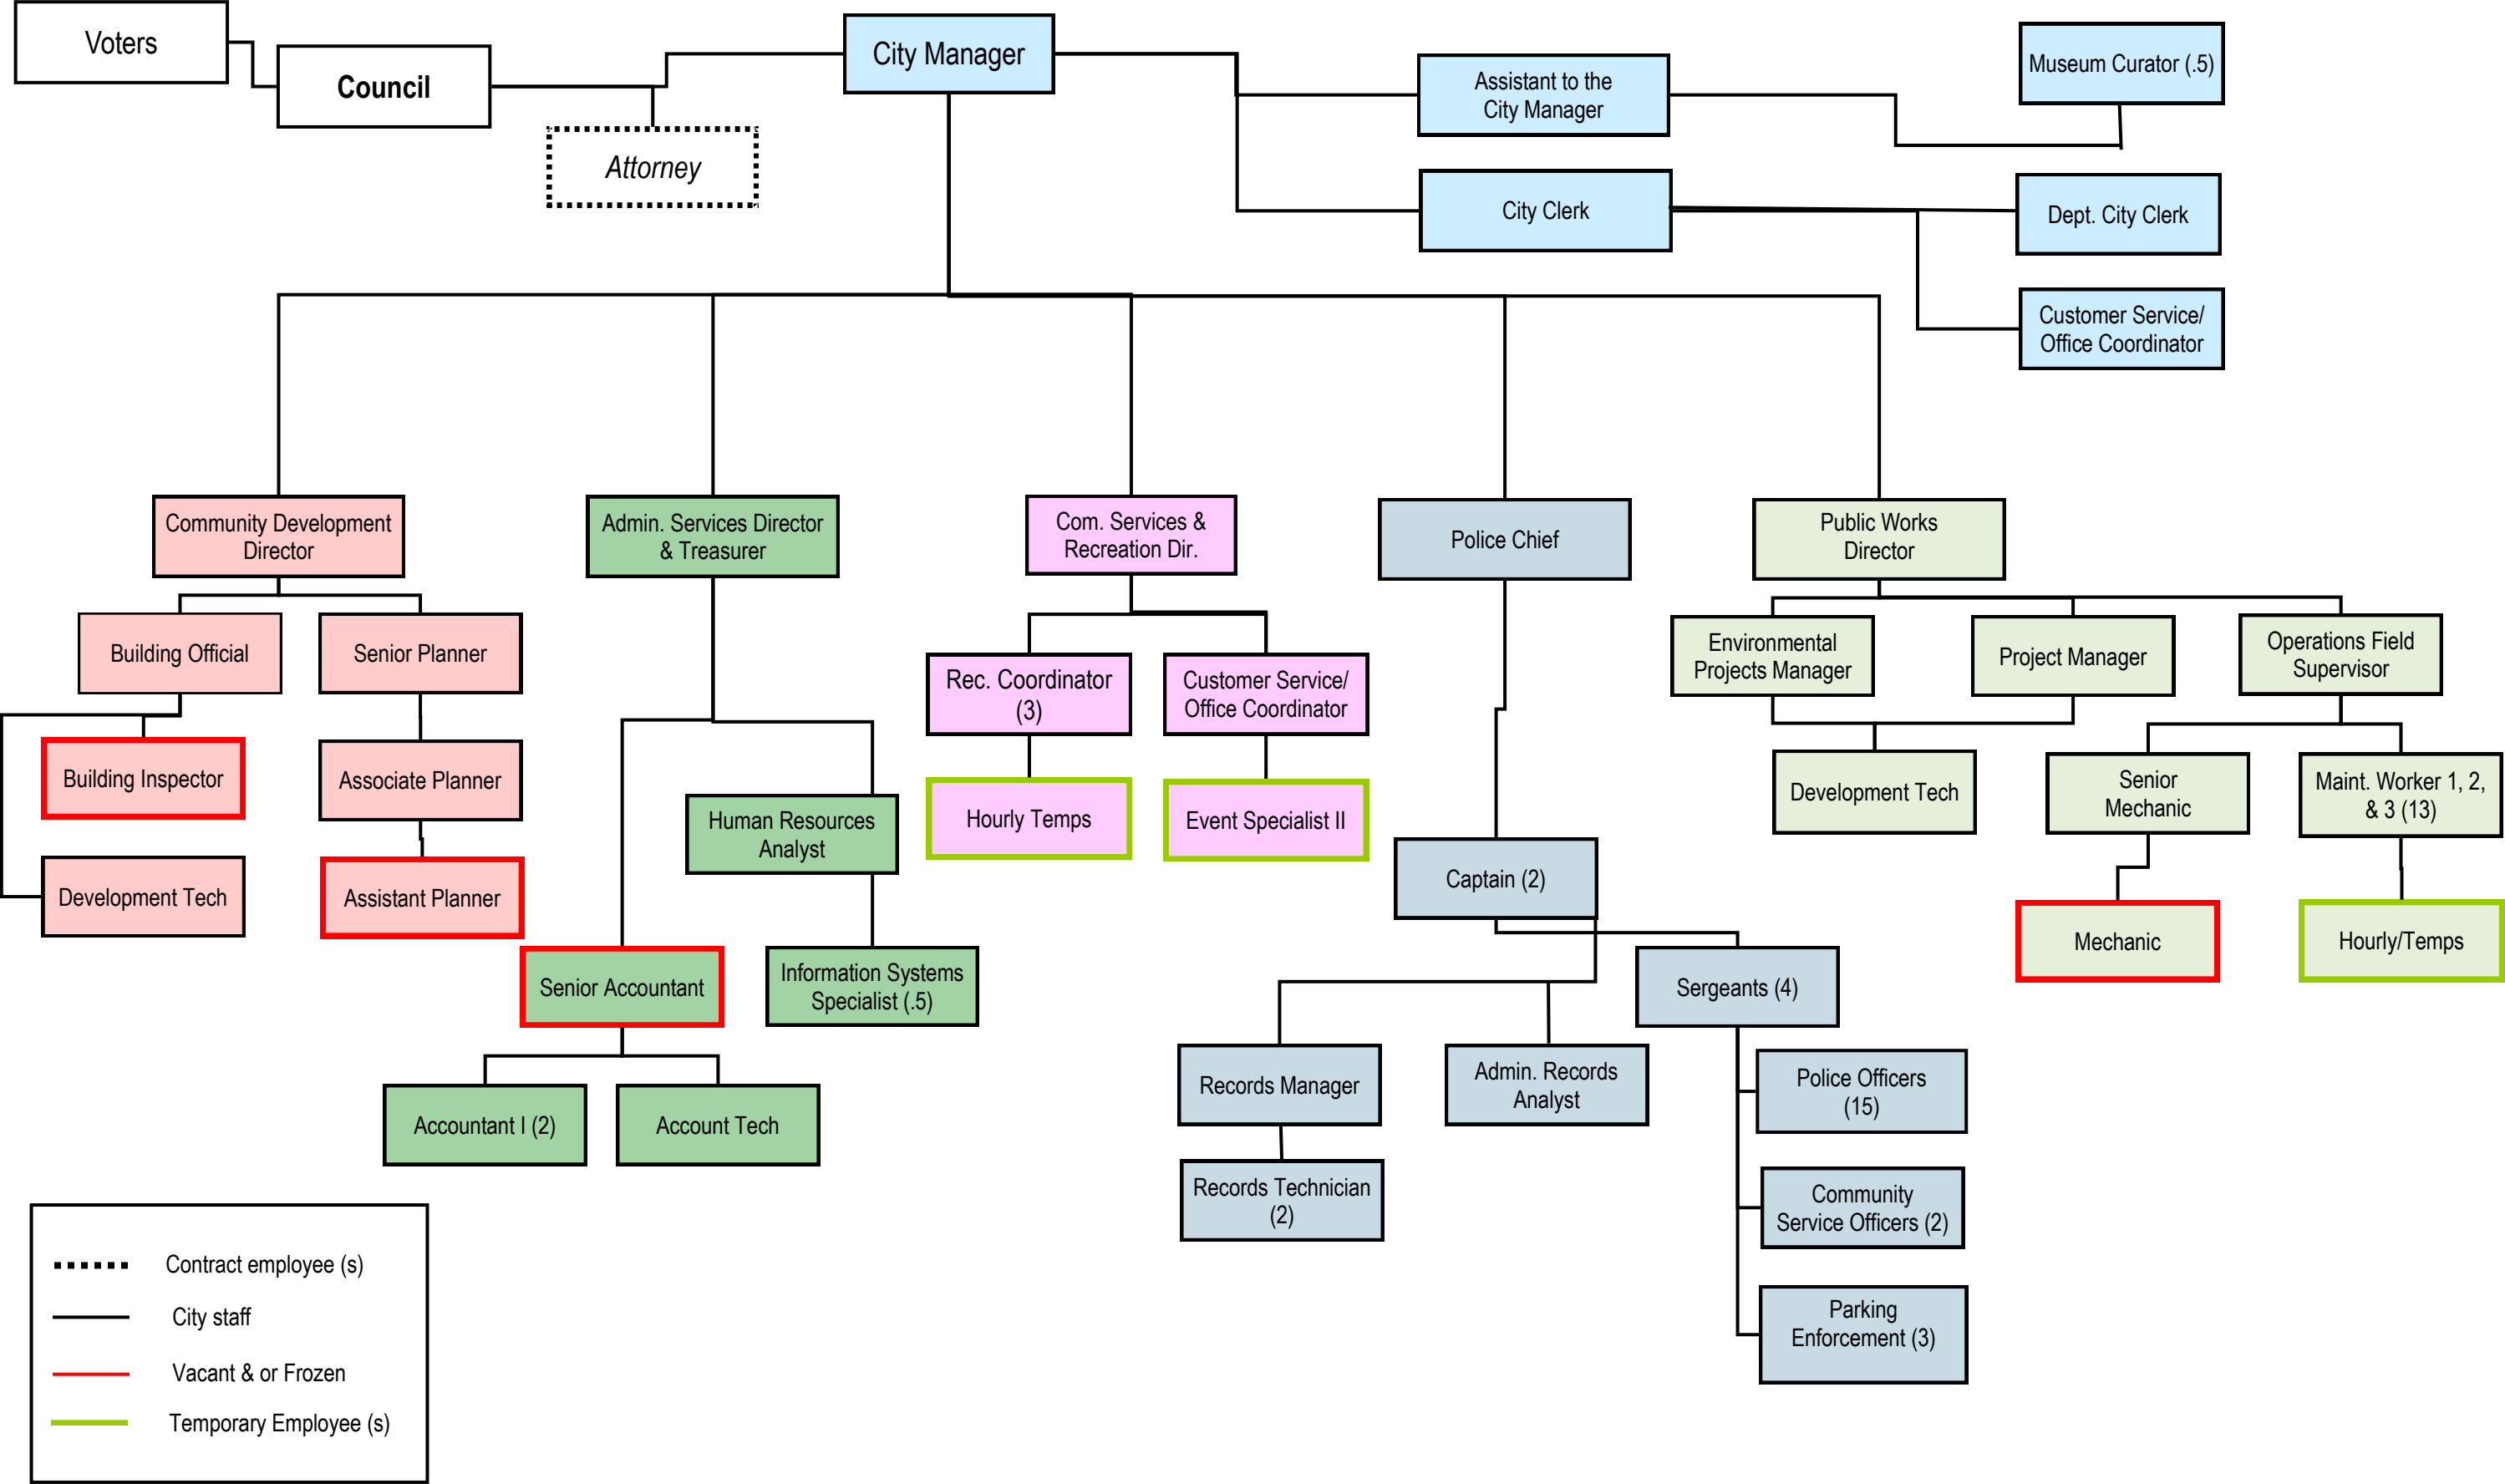 Voters
Council
Attorney
City Manager
Assistant to the
City Manager
Museum Curator (.5)
City Clerk
Dept. City Clerk
Customer Service/
Office Coordinator
Community Development
Director
Admin. Services Director
& Treasurer
Com. Services &
Recreation Dir.
Police Chief
Public Works
Director
Building Official
Senior Planner
Building Inspector
Associate Planner
Development Tech
Assistant Planner
Human Resources
Analyst
Senior Accountant
Information Systems
Specialist (.5)
Accountant I (2)
Account Tech
Rec. Coordinator
(3)
Customer Service/
Office Coordinator
Hourly Temps
Event Specialist II
Captain (2)
Sergeants (4)
Records Manager
Admin. Records
Analyst
Records Technician
(2)
Police Officers
(15)
Community
Service Officers (2)
Parking
Enforcement (3)
Environmental
Projects Manager
Project Manager
Operations Field
Supervisor
Development Tech
Senior
Mechanic
Maint. Worker 1, 2,
& 3 (13)
Mechanic
Hourly/Temps
Contract employee (s)
City staff
Vacant & or Frozen
Temporary Employee (s)